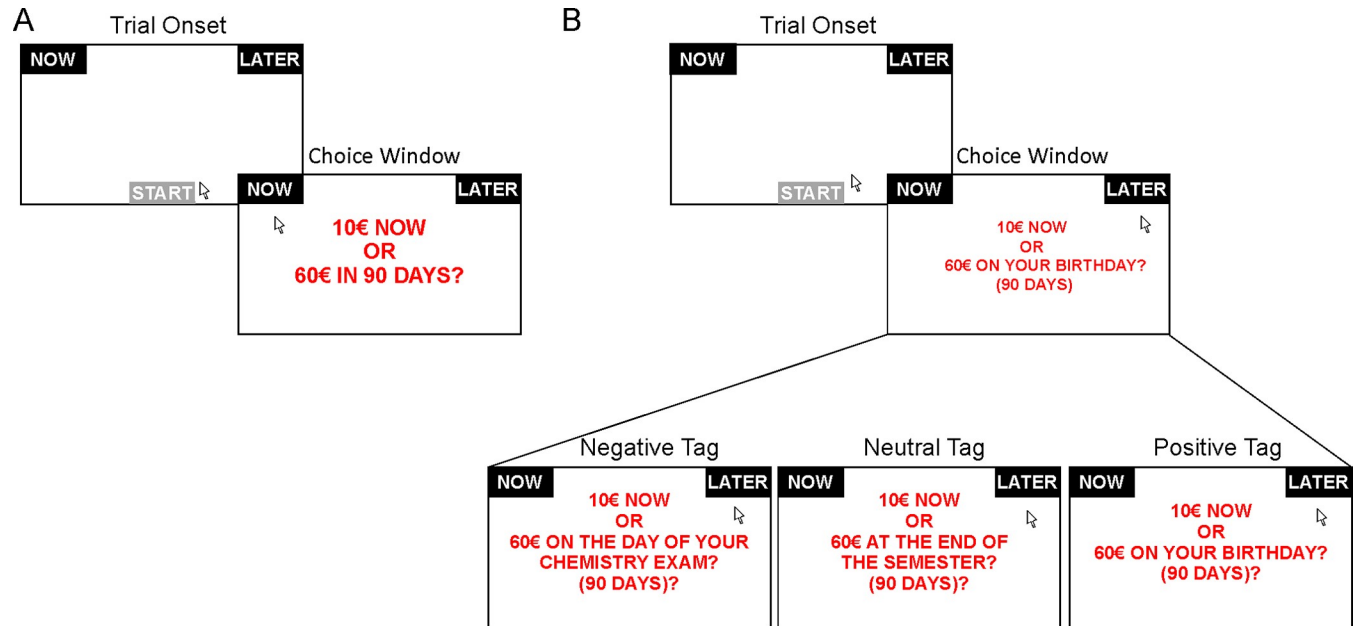 A
Trial Onset
NOW
LATER
START
Choice Window
NOW
LATER
10€ NOW
OR
60€ IN 90 DAYS?
B
Trial Onset
NOW
LATER
START
Choice Window
NOW
LATER
10€ NOW
OR
60€ ON YOUR BIRTHDAY?
(90 DAYS)
Negative Tag
NOW
LATER
10€ NOW
OR
60€ ON THE DAY OF YOUR
CHEMISTRY EXAM?
(90 DAYS)?
Neutral Tag
NOW
LATER
10€ NOW
OR
60€ AT THE END OF
THE SEMESTER?
(90 DAYS)?
Positive Tag
NOW
LATER
10€ NOW
OR
60€ ON YOUR BIRTHDAY?
(90 DAYS)?